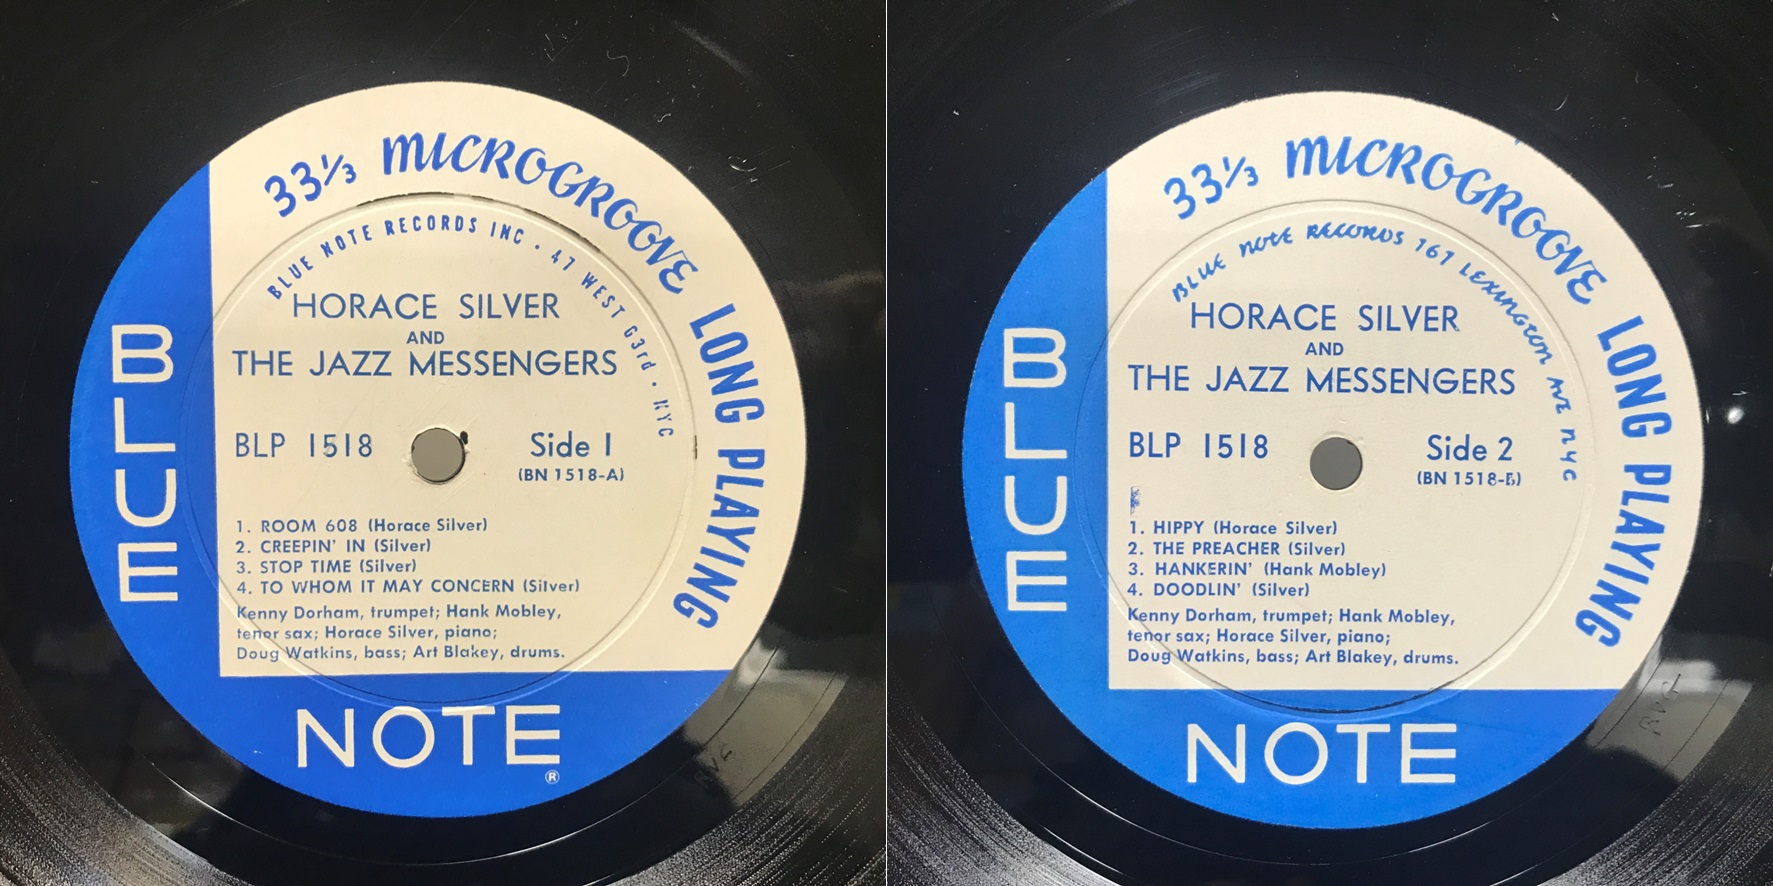 33⅓ MICROGROOVE LONG PLAYING
BLUE NOTE RECORDS INC · 47 WEST 63rd · NYC
HORACE SILVER
AND
THE JAZZ MESSENGERS
BLP 1518
Side 1
(BN 1518-A)
1. ROOM 608 (Horace Silver)
2. CREEPIN' IN (Silver)
3. STOP TIME (Silver)
4. TO WHOM IT MAY CONCERN (Silver)
Kenny Dorham, trumpet; Hank Mobley,
tenor sax; Horace Silver, piano;
Doug Watkins, bass; Art Blakey, drums.
BLUE
NOTE
®
RVG
33⅓ MICROGROOVE LONG PLAYING
BLUE NOTE RECORDS 767 LEXINGTON AVE NYC
HORACE SILVER
AND
THE JAZZ MESSENGERS
BLP 1518
Side 2
(BN 1518-B)
1. HIPPY (Horace Silver)
2. THE PREACHER (Silver)
3. HANKERIN' (Hank Mobley)
4. DOODLIN' (Silver)
Kenny Dorham, trumpet; Hank Mobley,
tenor sax; Horace Silver, piano;
Doug Watkins, bass; Art Blakey, drums.
BLUE
NOTE
RVG